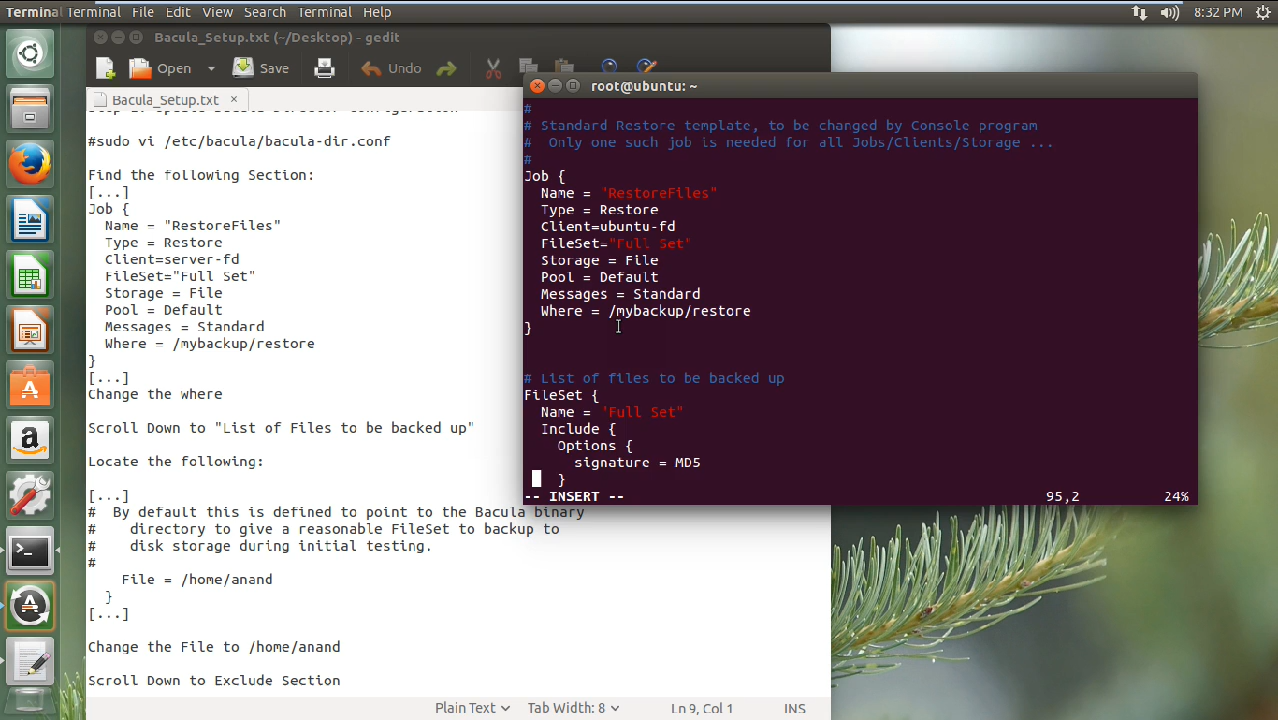 Terminal Terminal File Edit View Search Terminal Help 8:32 PM
Bacula_Setup.txt (~/Desktop) - gedit
Open Save Undo
Bacula_Setup.txt ×
#sudo vi /etc/bacula/bacula-dir.conf
Find the following Section:
[...]
Job {
Name = "RestoreFiles"
Type = Restore
Client=server-fd
FileSet="Full Set"
Storage = File
Pool = Default
Messages = Standard
Where = /mybackup/restore
}
[...]
Change the where
Scroll Down to "List of Files to be backed up"
Locate the following:
[...]
# By default this is defined to point to the Bacula binary
# directory to give a reasonable FileSet to backup to
# disk storage during initial testing.
#
File = /home/anand
}
[...]
Change the File to /home/anand
Scroll Down to Exclude Section
Plain Text Tab Width: 8 Ln 9, Col 1 INS
root@ubuntu: ~
#
# Standard Restore template, to be changed by Console program
# Only one such job is needed for all Jobs/Clients/Storage ...
#
Job {
Name = "RestoreFiles"
Type = Restore
Client=ubuntu-fd
FileSet="Full Set"
Storage = File
Pool = Default
Messages = Standard
Where = /mybackup/restore
}
# List of files to be backed up
FileSet {
Name = "Full Set"
Include {
Options {
signature = MD5
}
-- INSERT -- 95,2 24%